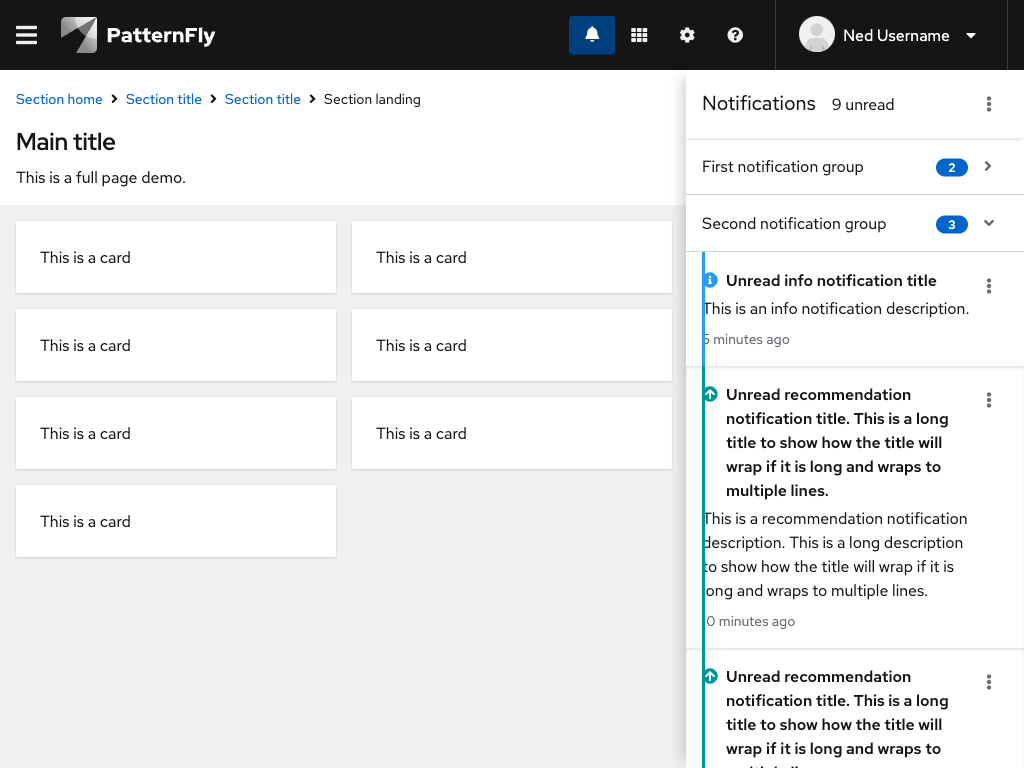 PatternFly
Ned Username
Section home
Section title
Section title
Section landing
Main title
This is a full page demo.
This is a card
This is a card
This is a card
This is a card
This is a card
This is a card
This is a card
Notifications
9 unread
First notification group
2
Second notification group
3
Unread info notification title
This is an info notification description.
5 minutes ago
Unread recommendation
notification title. This is a long
title to show how the title will
wrap if it is long and wraps to
multiple lines.
This is a recommendation notification
description. This is a long description
to show how the title will wrap if it is
long and wraps to multiple lines.
0 minutes ago
Unread recommendation
notification title. This is a long
title to show how the title will
wrap if it is long and wraps to